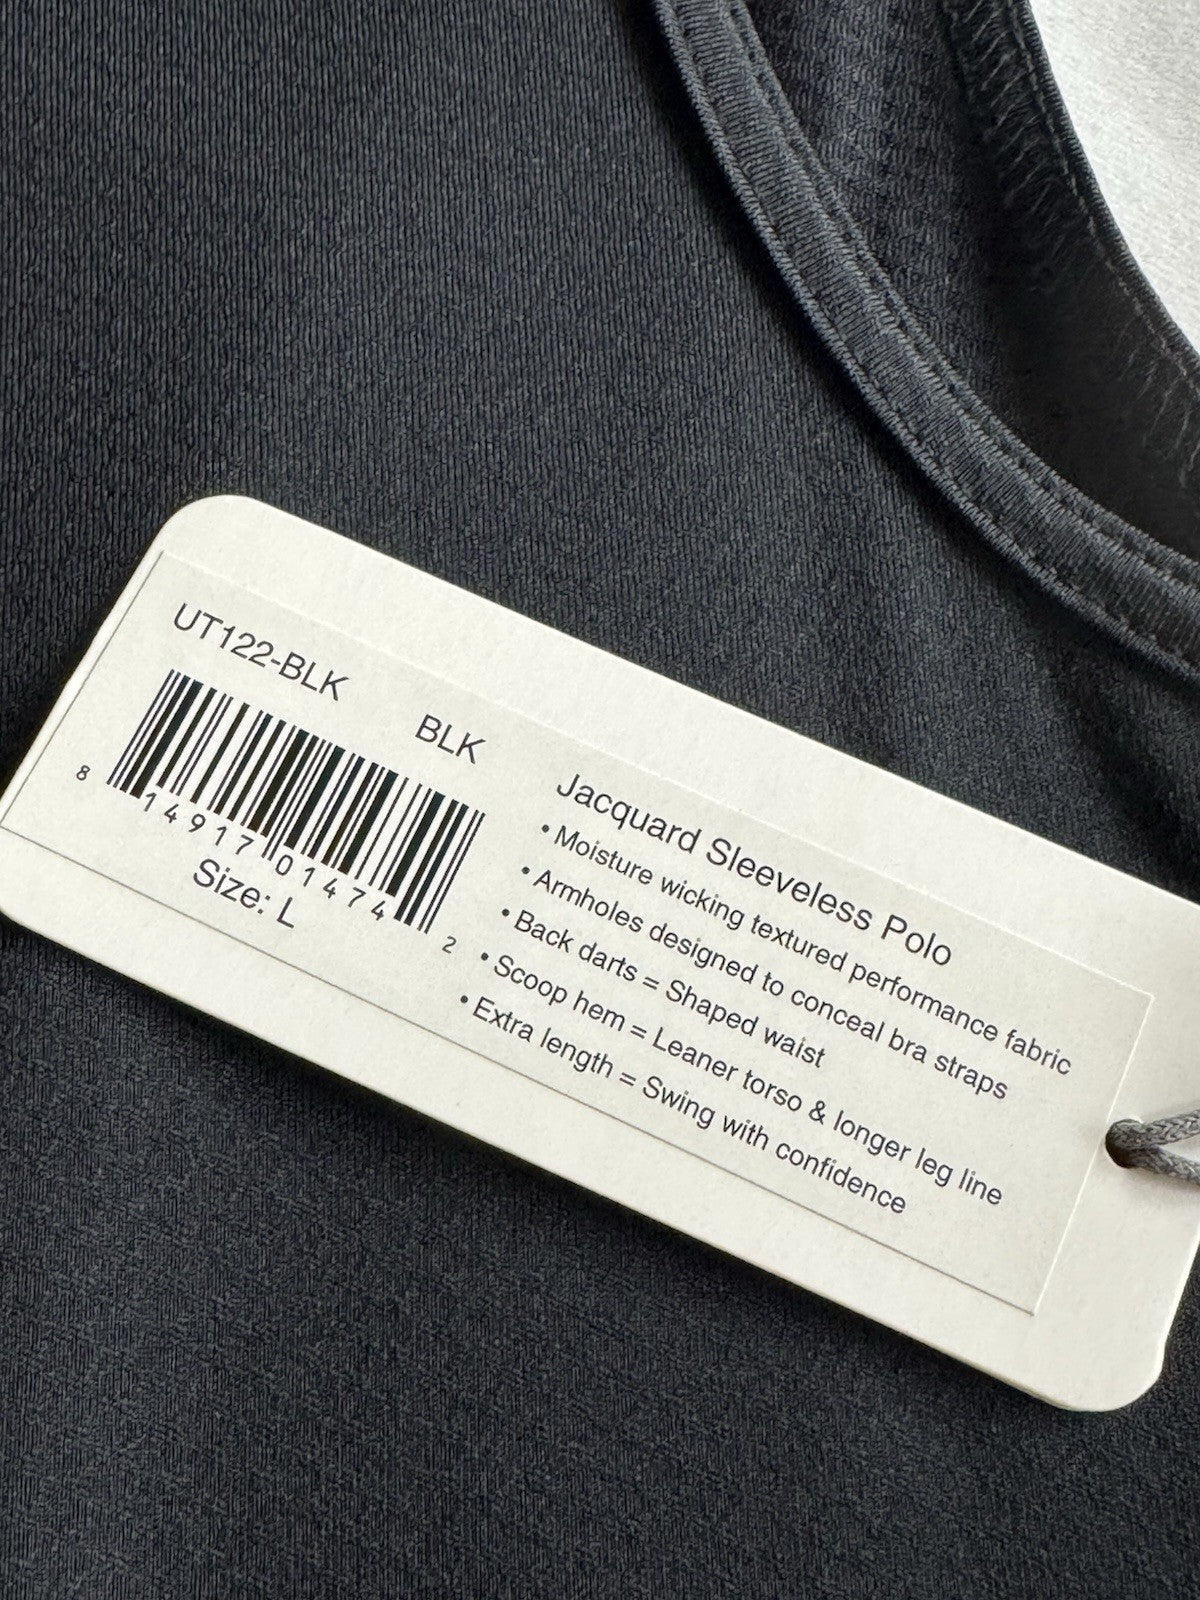 UT122-BLK
BLK
8 14917 01474 2
Size: L
Jacquard Sleeveless Polo
• Moisture wicking textured performance fabric
• Armholes designed to conceal bra straps
• Back darts = Shaped waist
• Scoop hem = Leaner torso & longer leg line
• Extra length = Swing with confidence